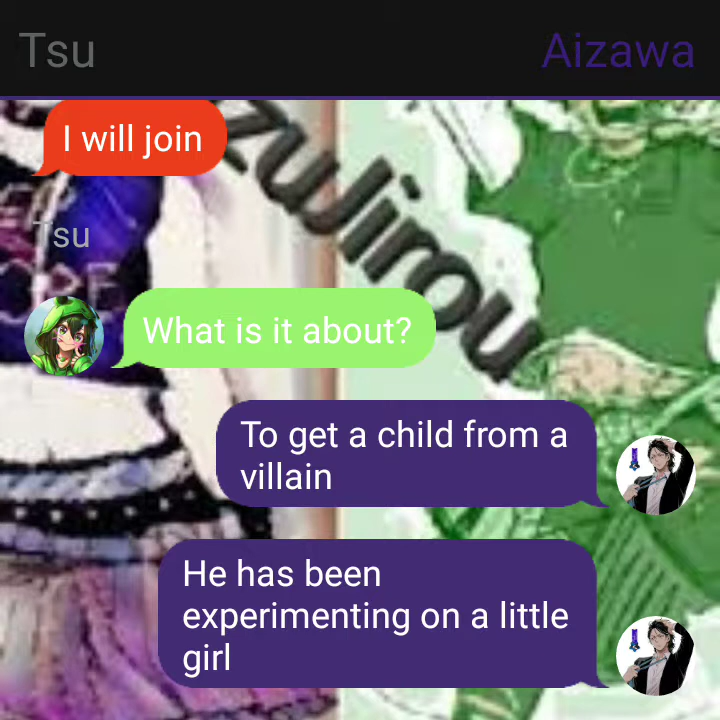 Tsu
Aizawa
I will join
Tsu
What is it about?
To get a child from a
villain
He has been
experimenting on a little
girl